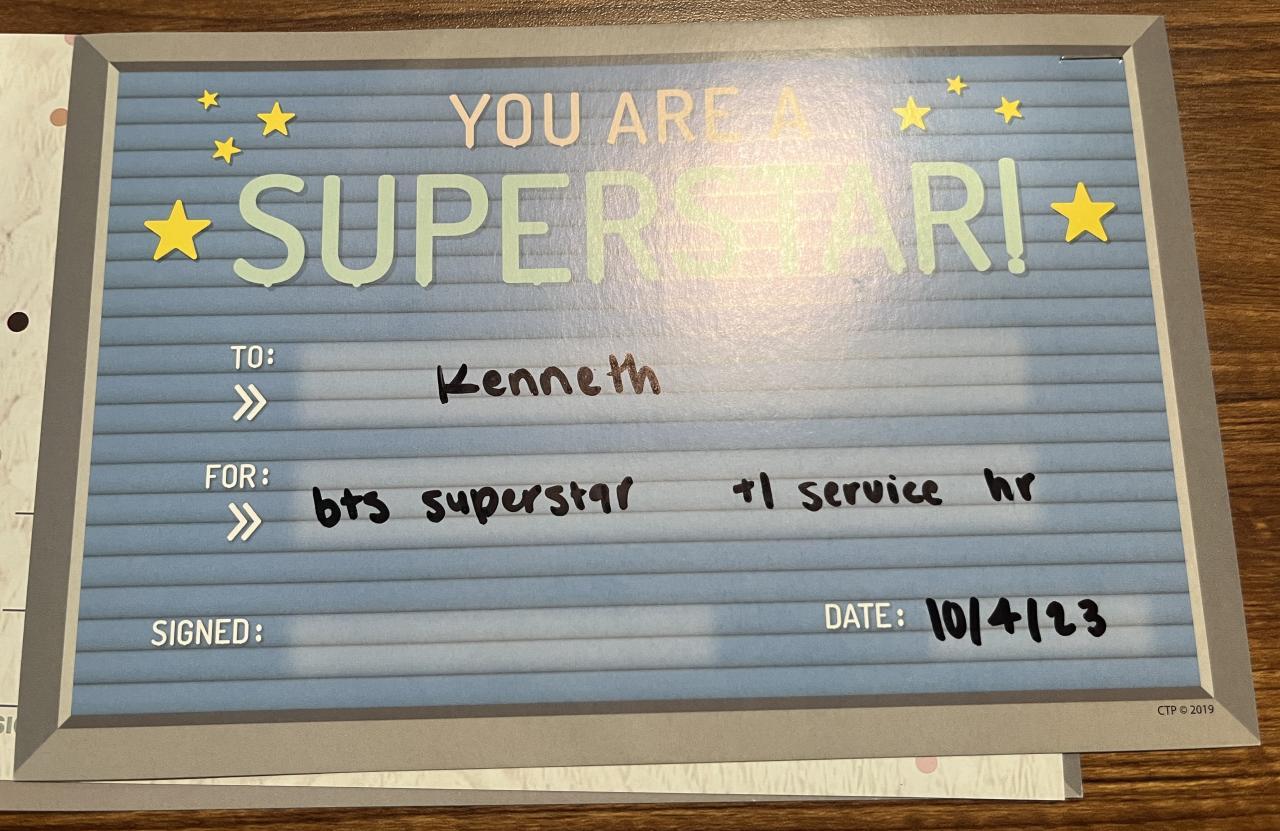 YOU ARE A
SUPERSTAR!
TO:
Kenneth
FOR:
bts superstar +1 service hr
SIGNED:
DATE: 10/4/23
CTP © 2019